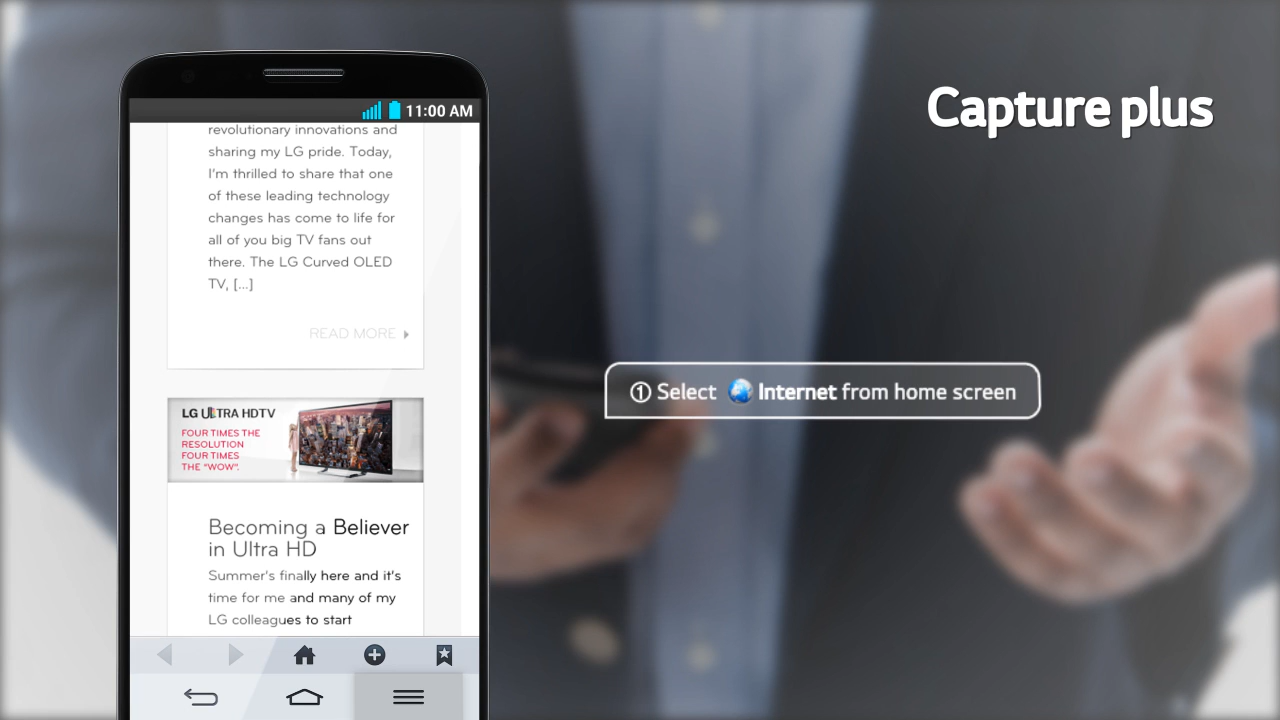 Capture plus
11:00 AM
revolutionary innovations and
sharing my LG pride. Today,
I'm thrilled to share that one
of these leading technology
changes has come to life for
all of you big TV fans out
there. The LG Curved OLED
TV, [...]
READ MORE
LG ULTRA HDTV
FOUR TIMES THE
RESOLUTION
FOUR TIMES
THE "WOW".
Becoming a Believer
in Ultra HD
Summer's finally here and it's
time for me and many of my
LG colleagues to start
① Select Internet from home screen